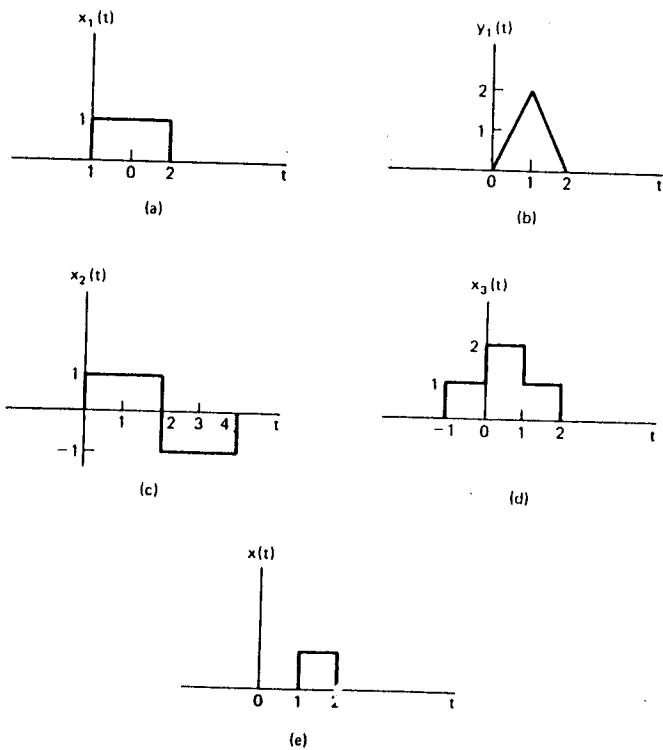 x₁(t)
1
1 0 2 t
(a)
y₁(t)
2
1
0 1 2 t
(b)
x₂(t)
1
1 2 3 4 t
−1
(c)
x₃(t)
2
1
−1 0 1 2 t
(d)
x(t)
0 1 2 t
(e)